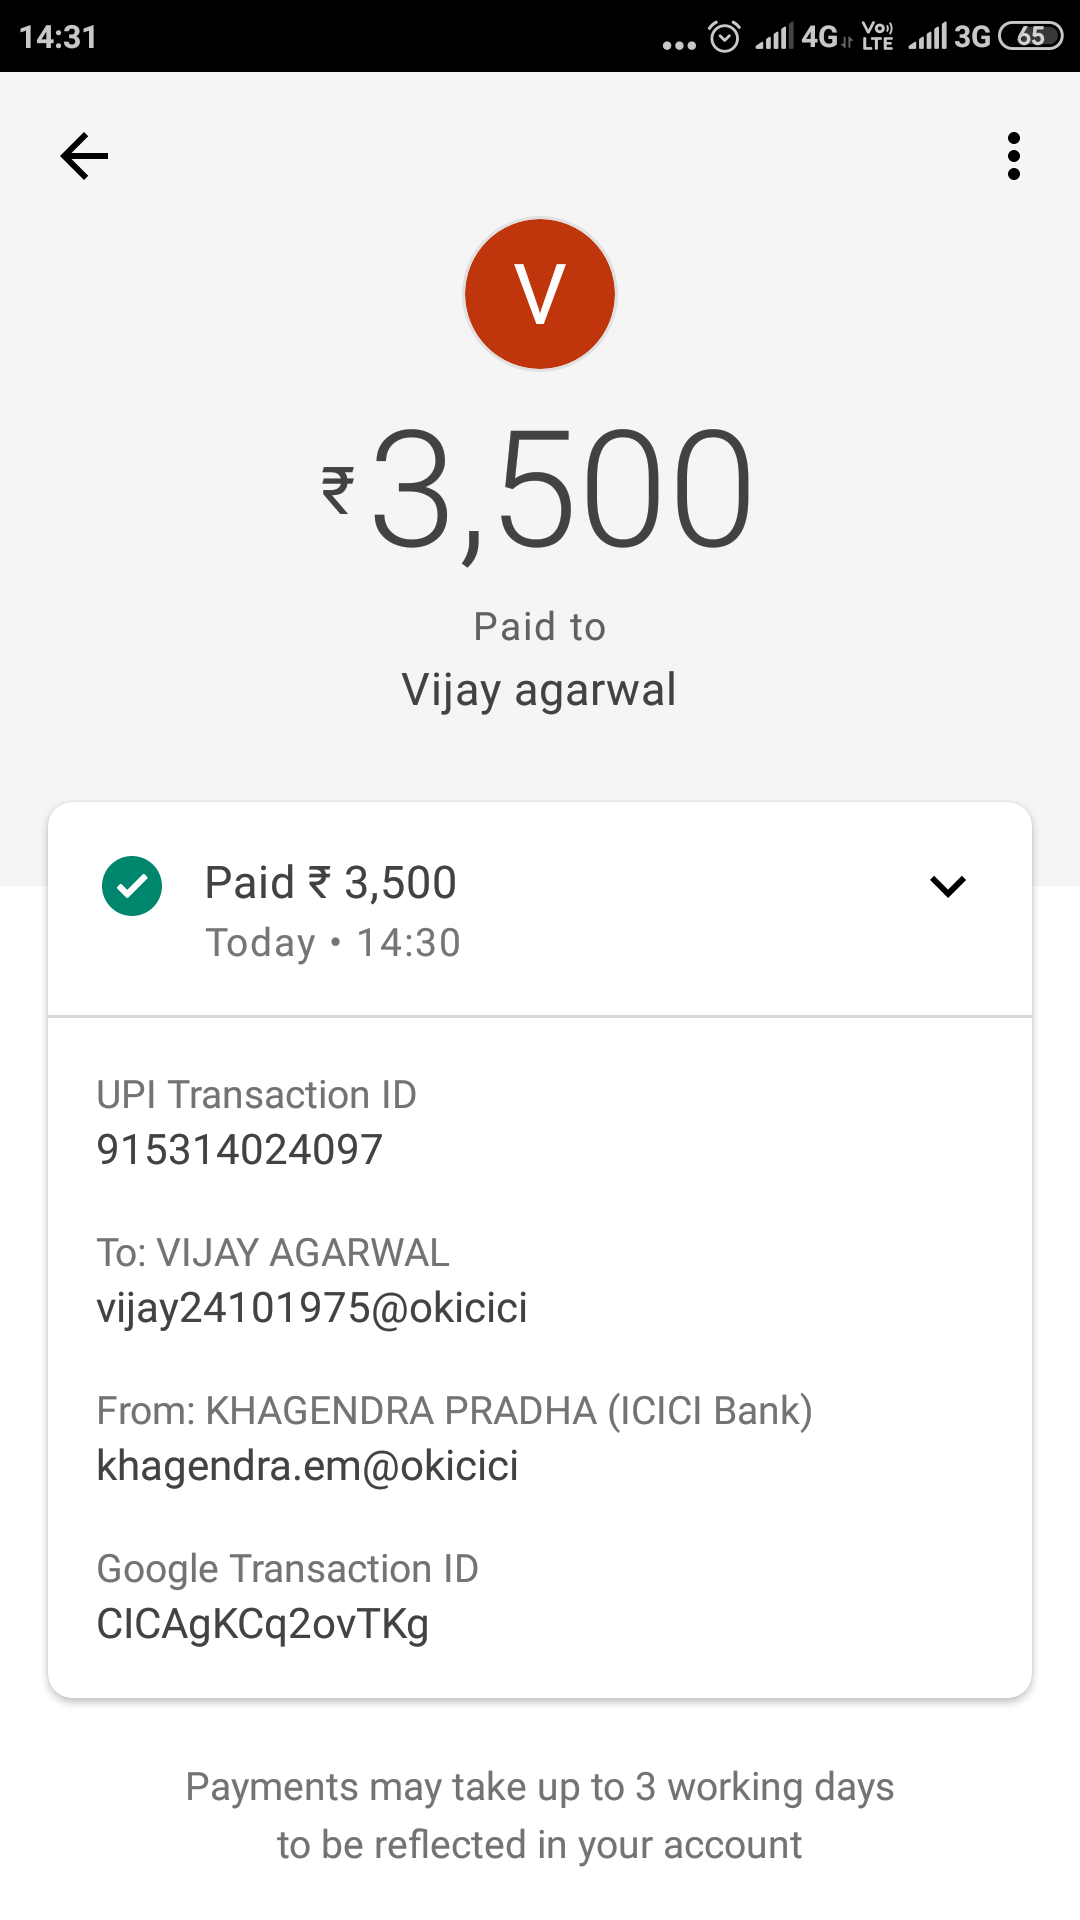 14:31
... 4G VoLTE 3G 65
V
₹3,500
Paid to
Vijay agarwal
Paid ₹ 3,500
Today • 14:30
UPI Transaction ID
915314024097
To: VIJAY AGARWAL
vijay24101975@okicici
From: KHAGENDRA PRADHA (ICICI Bank)
khagendra.em@okicici
Google Transaction ID
CICAgKCq2ovTKg
Payments may take up to 3 working days
to be reflected in your account